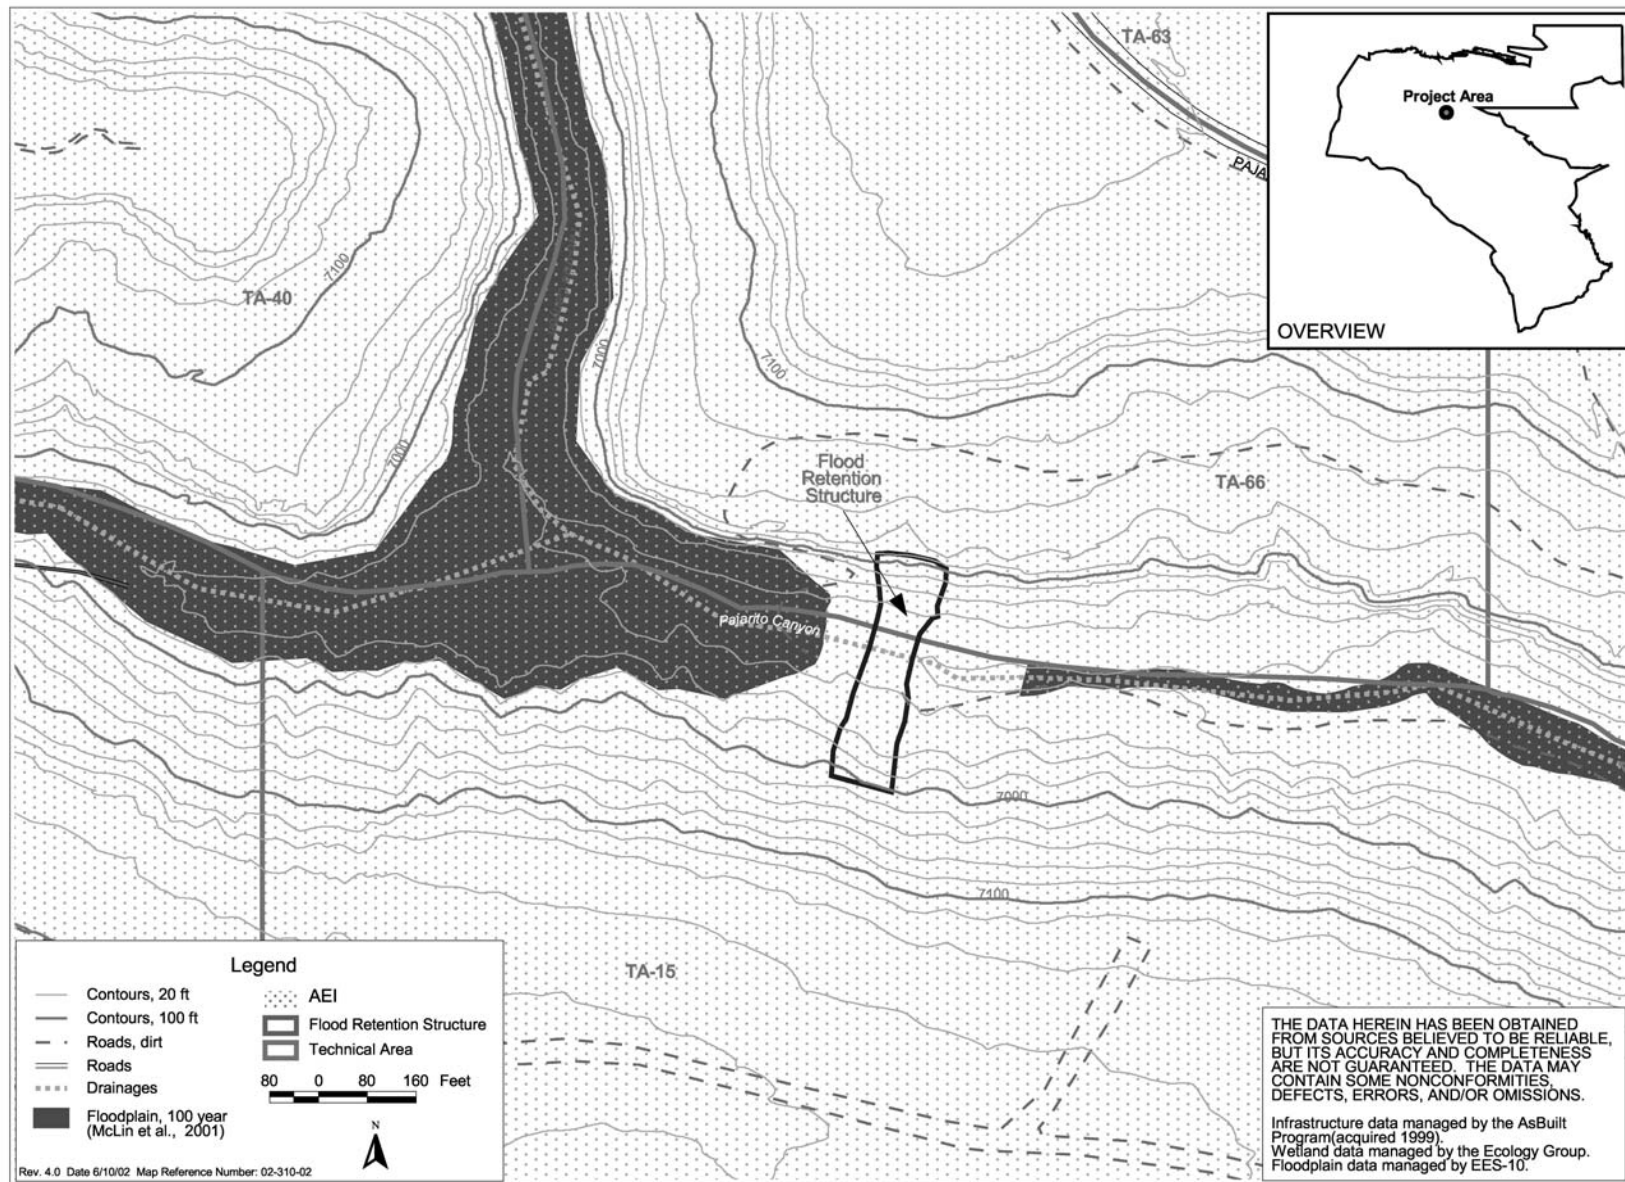 TA-63
PAJA
Project Area
OVERVIEW
7100
TA-40
7000
7100
7000
Flood
Retention
Structure
TA-66
Pajarito Canyon
7000
7100
TA-15
Legend
Contours, 20 ft
Contours, 100 ft
Roads, dirt
Roads
Drainages
Floodplain, 100 year
(McLin et al., 2001)
AEI
Flood Retention Structure
Technical Area
80 0 80 160 Feet
N
Rev. 4.0 Date 6/10/02 Map Reference Number: 02-310-02
THE DATA HEREIN HAS BEEN OBTAINED
FROM SOURCES BELIEVED TO BE RELIABLE,
BUT ITS ACCURACY AND COMPLETENESS
ARE NOT GUARANTEED. THE DATA MAY
CONTAIN SOME NONCONFORMITIES,
DEFECTS, ERRORS, AND/OR OMISSIONS.
Infrastructure data managed by the AsBuilt
Program(acquired 1999).
Wetland data managed by the Ecology Group.
Floodplain data managed by EES-10.